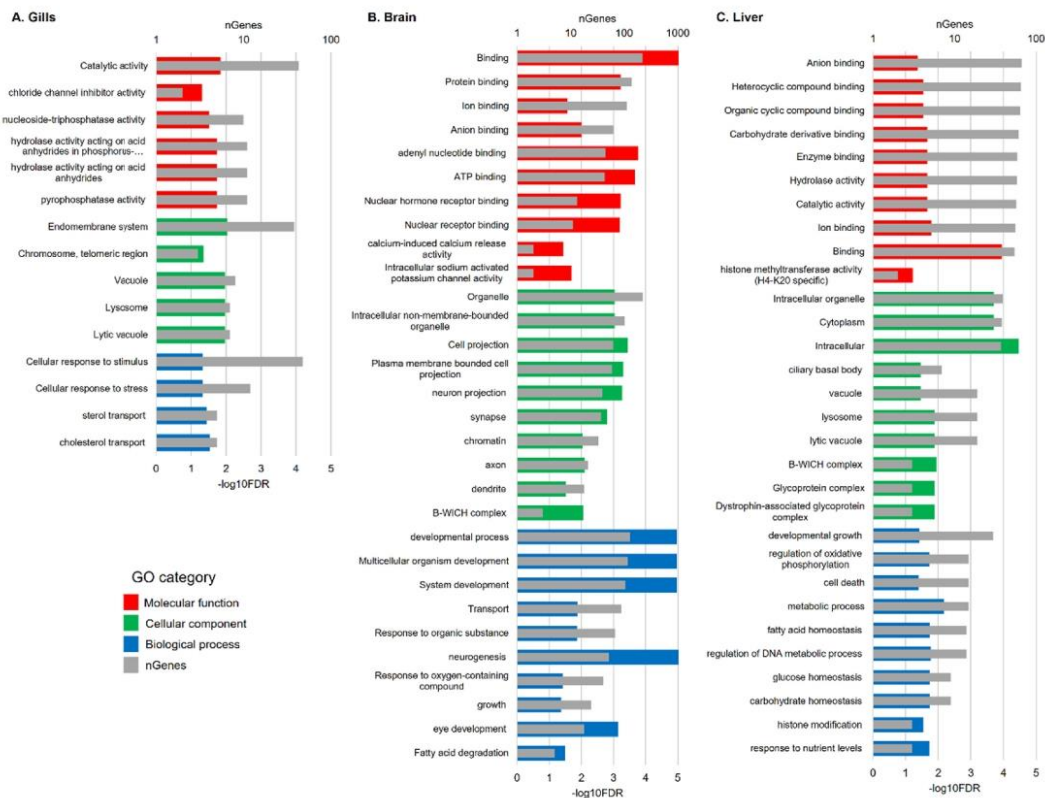 A. Gills
nGenes
1 10 100
Catalytic activity
chloride channel inhibitor activity
nucleoside-triphosphatase activity
hydrolase activity acting on acid
anhydrides in phosphorus-...
hydrolase activity acting on acid
anhydrides
pyrophosphatase activity
Endomembrane system
Chromosome, telomeric region
Vacuole
Lysosome
Lytic vacuole
Cellular response to stimulus
Cellular response to stress
sterol transport
cholesterol transport
0 1 2 3 4 5
-log10FDR
GO category
Molecular function
Cellular component
Biological process
nGenes
B. Brain
nGenes
1 10 100 1000
Binding
Protein binding
Ion binding
Anion binding
adenyl nucleotide binding
ATP binding
Nuclear hormone receptor binding
Nuclear receptor binding
calcium-induced calcium release
activity
Intracellular sodium activated
potassium channel activity
Organelle
Intracellular non-membrane-bounded
organelle
Cell projection
Plasma membrane bounded cell
projection
neuron projection
synapse
chromatin
axon
dendrite
B-WICH complex
developmental process
Multicellular organism development
System development
Transport
Response to organic substance
neurogenesis
Response to oxygen-containing
compound
growth
eye development
Fatty acid degradation
0 1 2 3 4 5
-log10FDR
C. Liver
nGenes
1 10 100
Anion binding
Heterocyclic compound binding
Organic cyclic compound binding
Carbohydrate derivative binding
Enzyme binding
Hydrolase activity
Catalytic activity
Ion binding
Binding
histone methyltransferase activity
(H4-K20 specific)
Intracellular organelle
Cytoplasm
Intracellular
ciliary basal body
vacuole
lysosome
lytic vacuole
B-WICH complex
Glycoprotein complex
Dystrophin-associated glycoprotein
complex
developmental growth
regulation of oxidative
phosphorylation
cell death
metabolic process
fatty acid homeostasis
regulation of DNA metabolic process
glucose homeostasis
carbohydrate homeostasis
histone modification
response to nutrient levels
0 1 2 3 4 5
-log10FDR